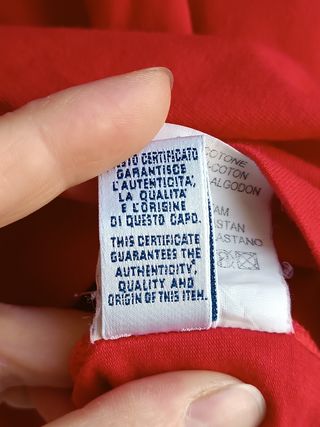 CERTIFICATO
GARANTISCE
L'AUTENTICITA',
LA QUALITA'
E L'ORIGINE
DI QUESTO CAPO.
THIS CERTIFICATE
GUARANTEES THE
AUTHENTICITY,
QUALITY AND
ORIGIN OF THIS ITEM.
COTONE
COTTON
ALGODON